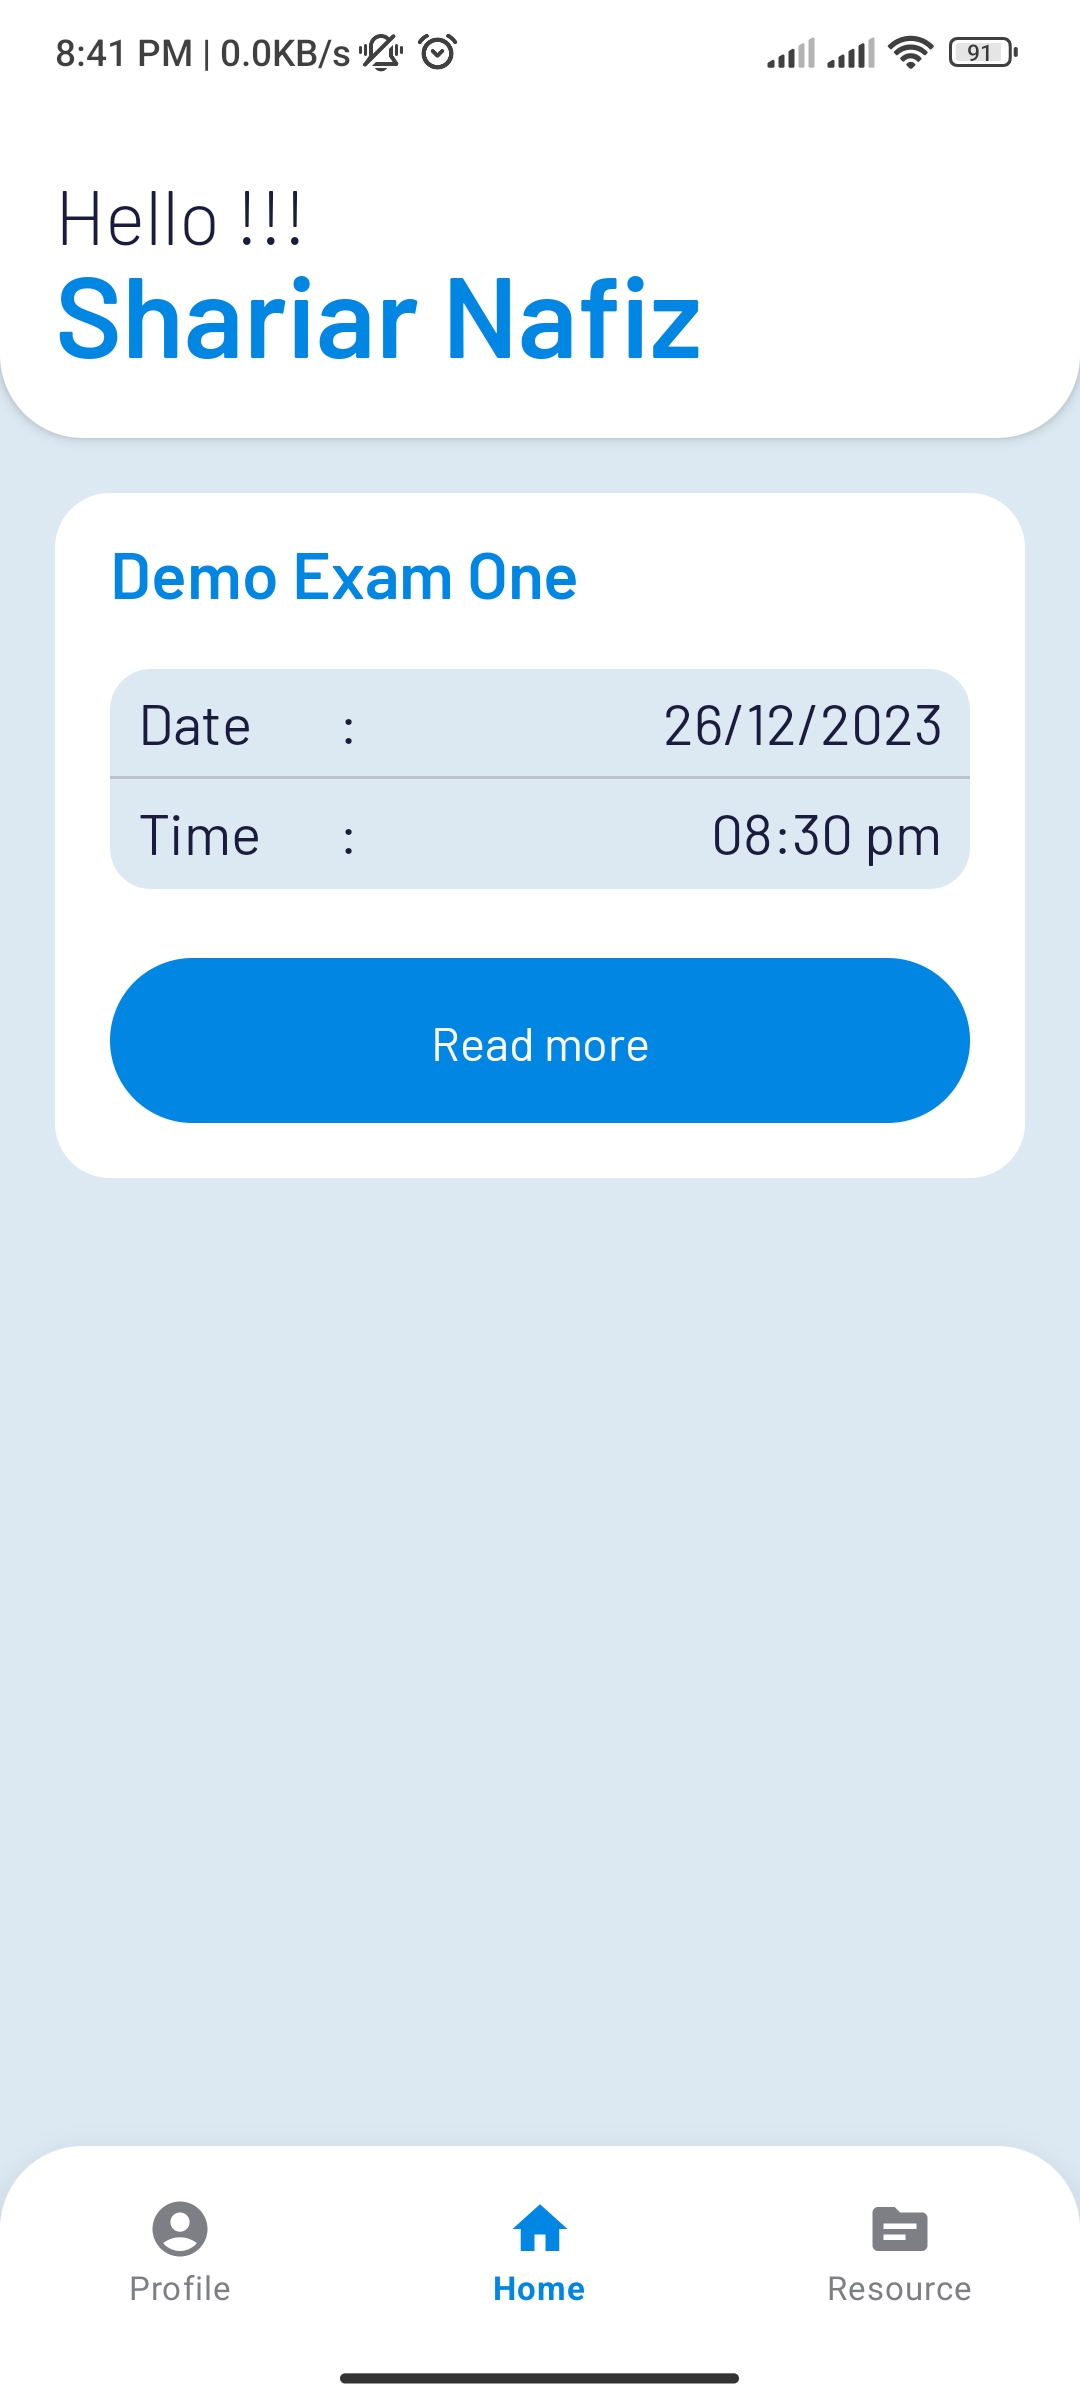 8:41 PM | 0.0KB/s
91
Hello !!!
Shariar Nafiz
Demo Exam One
Date : 26/12/2023
Time : 08:30 pm
Read more
Profile Home Resource